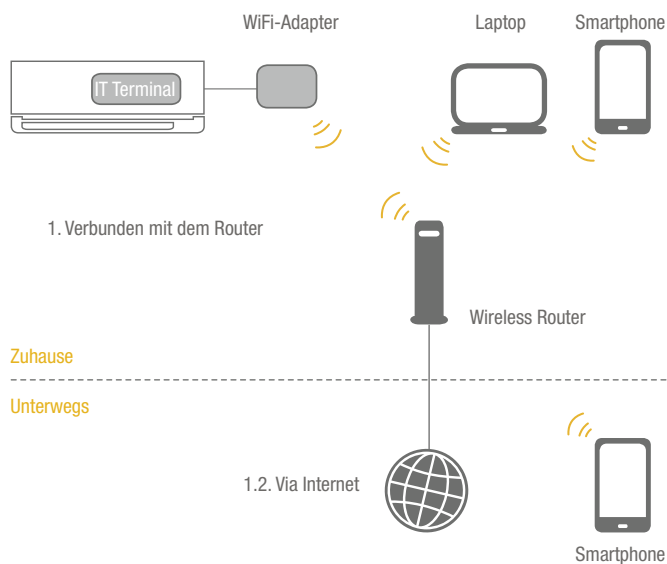 WiFi-Adapter
Laptop
Smartphone
IT Terminal
1. Verbunden mit dem Router
Wireless Router
Zuhause
Unterwegs
1.2. Via Internet
Smartphone